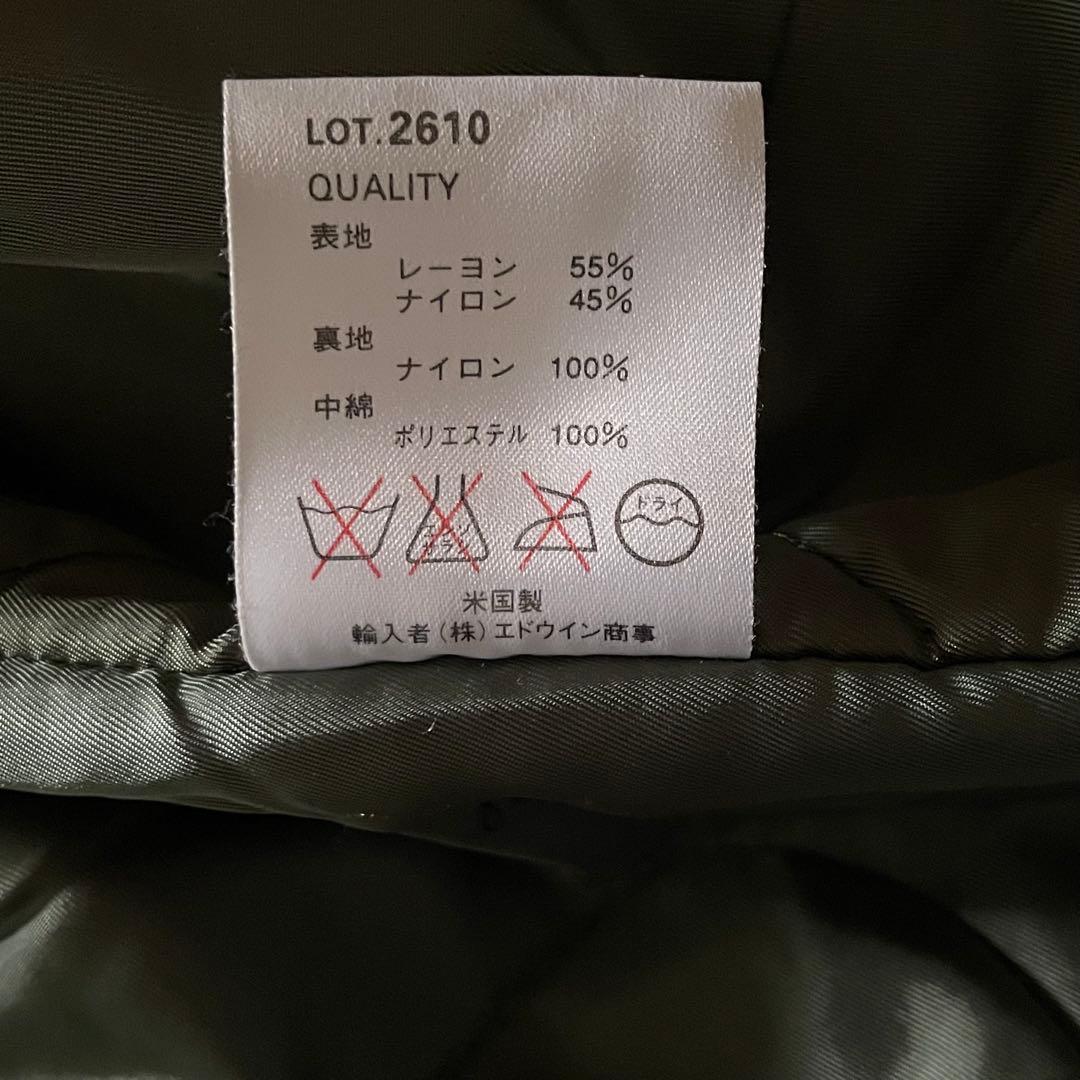 LOT.2610
QUALITY
表地
レーヨン 55%
ナイロン 45%
裏地
ナイロン 100%
中綿
ポリエステル 100%
ドライ
米国製
輸入者(株)エドウイン商事